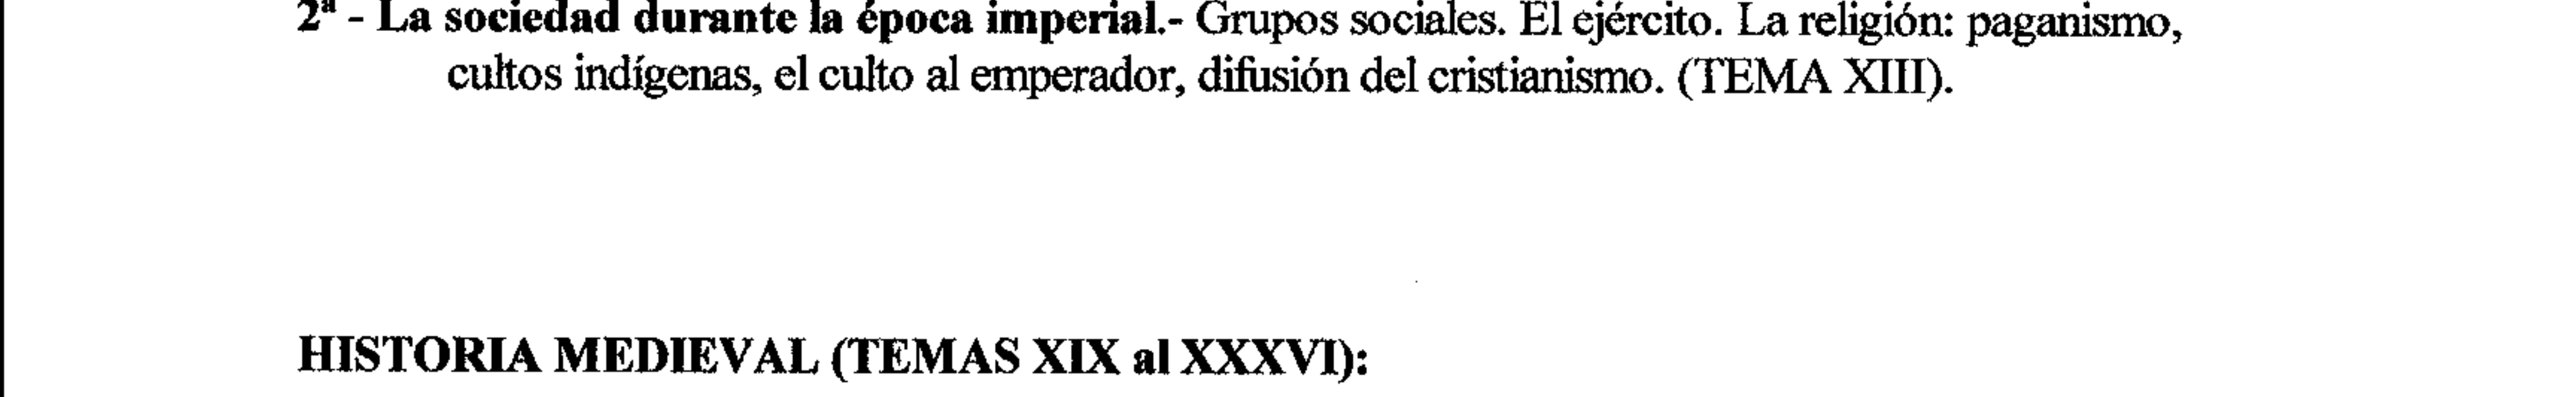 2ª - La sociedad durante la época imperial.- Grupos sociales. El ejército. La religión: paganismo,
cultos indígenas, el culto al emperador, difusión del cristianismo. (TEMA XIII).
HISTORIA MEDIEVAL (TEMAS XIX al XXXVI):